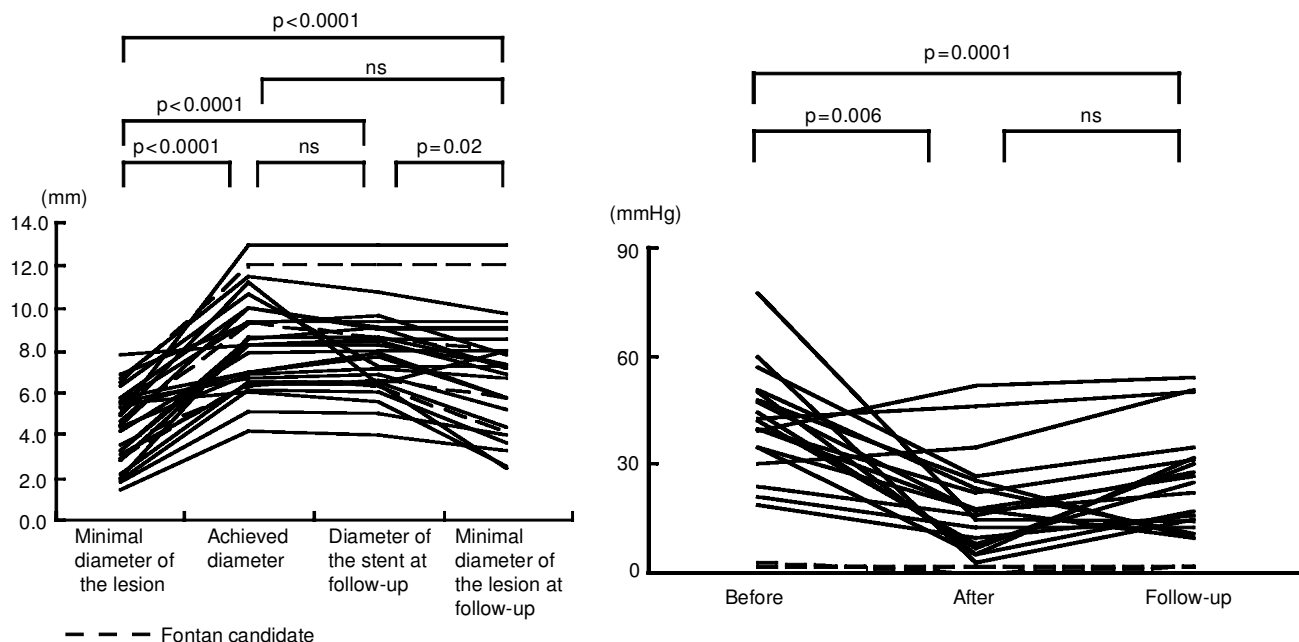 p<0.0001
ns
p<0.0001
p<0.0001
ns
p=0.02
(mm)
14.0
12.0
10.0
8.0
6.0
4.0
2.0
0.0
Minimal
diameter of
the lesion
Achieved
diameter
Diameter of
the stent at
follow-up
Minimal
diameter of
the lesion at
follow-up
Fontan candidate
p=0.0001
p=0.006
ns
(mmHg)
90
60
30
0
Before
After
Follow-up